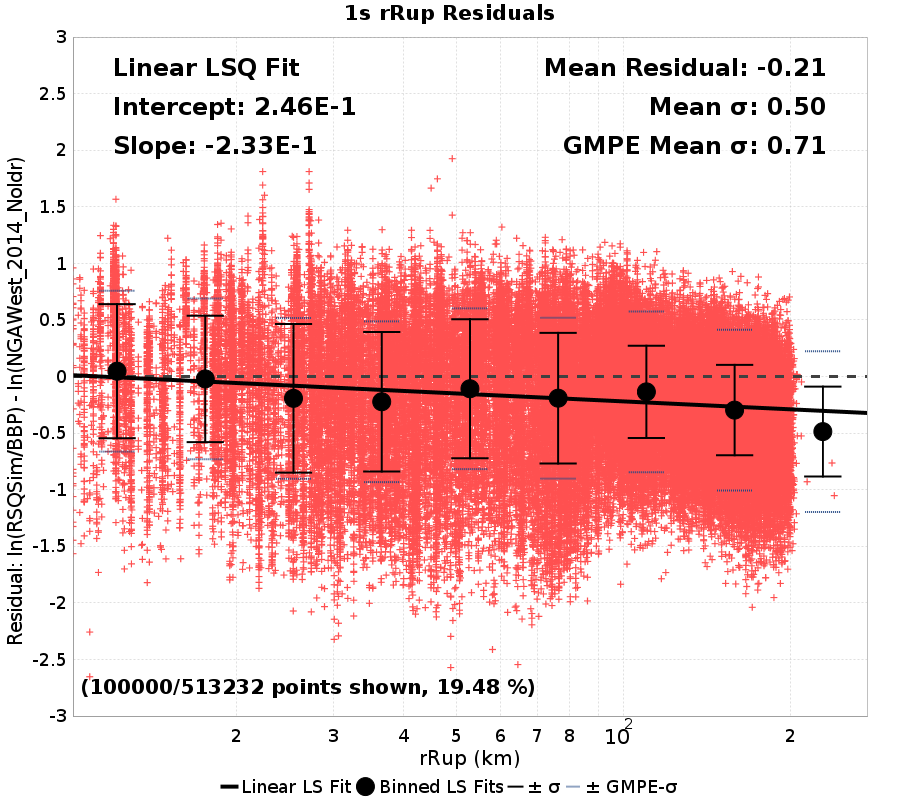 1s rRup Residuals
Linear LSQ Fit
Intercept: 2.46E-1
Slope: -2.33E-1
Mean Residual: -0.21
Mean σ: 0.50
GMPE Mean σ: 0.71
Residual: ln(RSQSim/BBP) - ln(NGAWest_2014_NoIdr)
3
2.5
2
1.5
1
0.5
0
-0.5
-1
-1.5
-2
-2.5
-3
(100000/513232 points shown, 19.48 %)
2 3 4 5 6 7 8 10² 2
rRup (km)
Linear LS Fit Binned LS Fits ± σ ± GMPE-σ